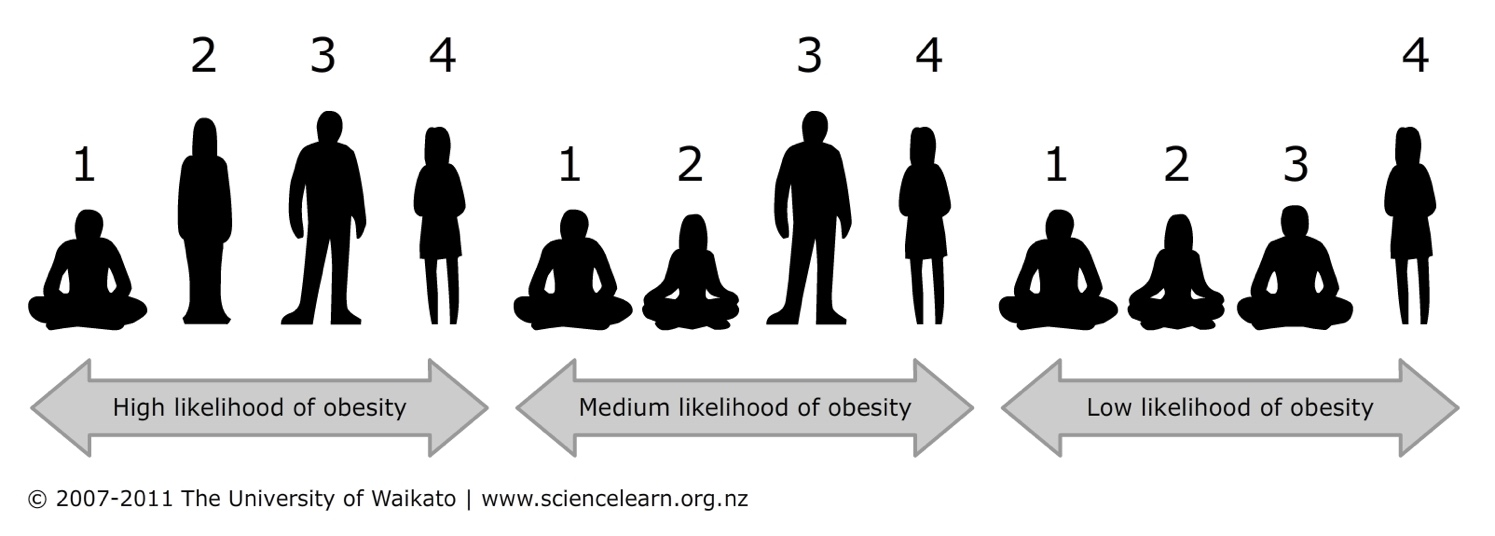 2 3 4 3 4 4
1 1 2 1 2 3
High likelihood of obesity Medium likelihood of obesity Low likelihood of obesity
© 2007-2011 The University of Waikato | www.sciencelearn.org.nz